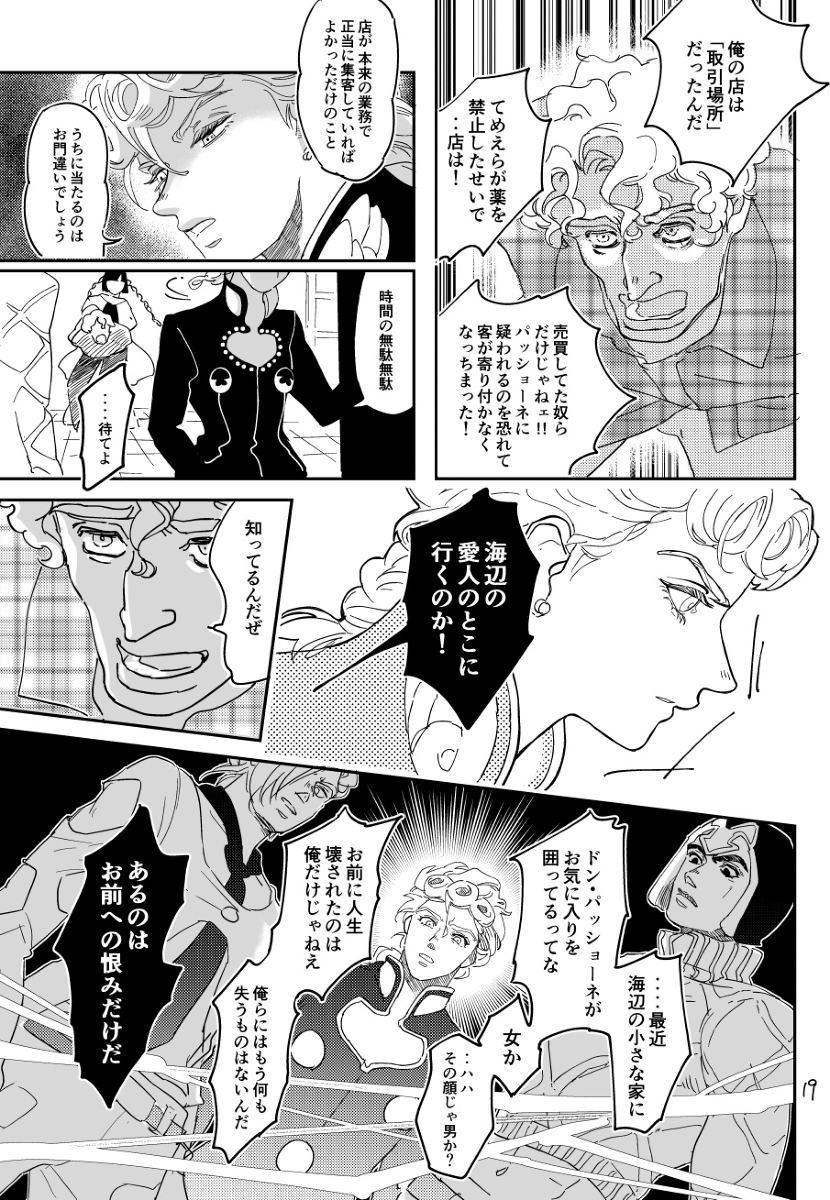 俺の店は
「取引場所」
だったんだ
てめえらが薬を
禁止したせいで
‥店は！
売買してた奴ら
だけじゃねェ!!
パッショーネに
疑われるのを恐れて
客が寄り付かなく
なっちまった！
店が本来の業務で
正当に集客していれば
よかっただけのこと
うちに当たるのは
お門違いでしょう
時間の無駄無駄
‥‥待てよ
海辺の
愛人のとこに
行くのか！
知ってるんだぜ
‥‥最近
海辺の小さな家に
ドン・パッショーネが
お気に入りを
囲ってるってな
女か
‥ハハ
その顔じゃ男か？
お前に人生
壊されたのは
俺だけじゃねえ
俺らにはもう何も
失うものはないんだ
あるのは
お前への恨みだけだ
19